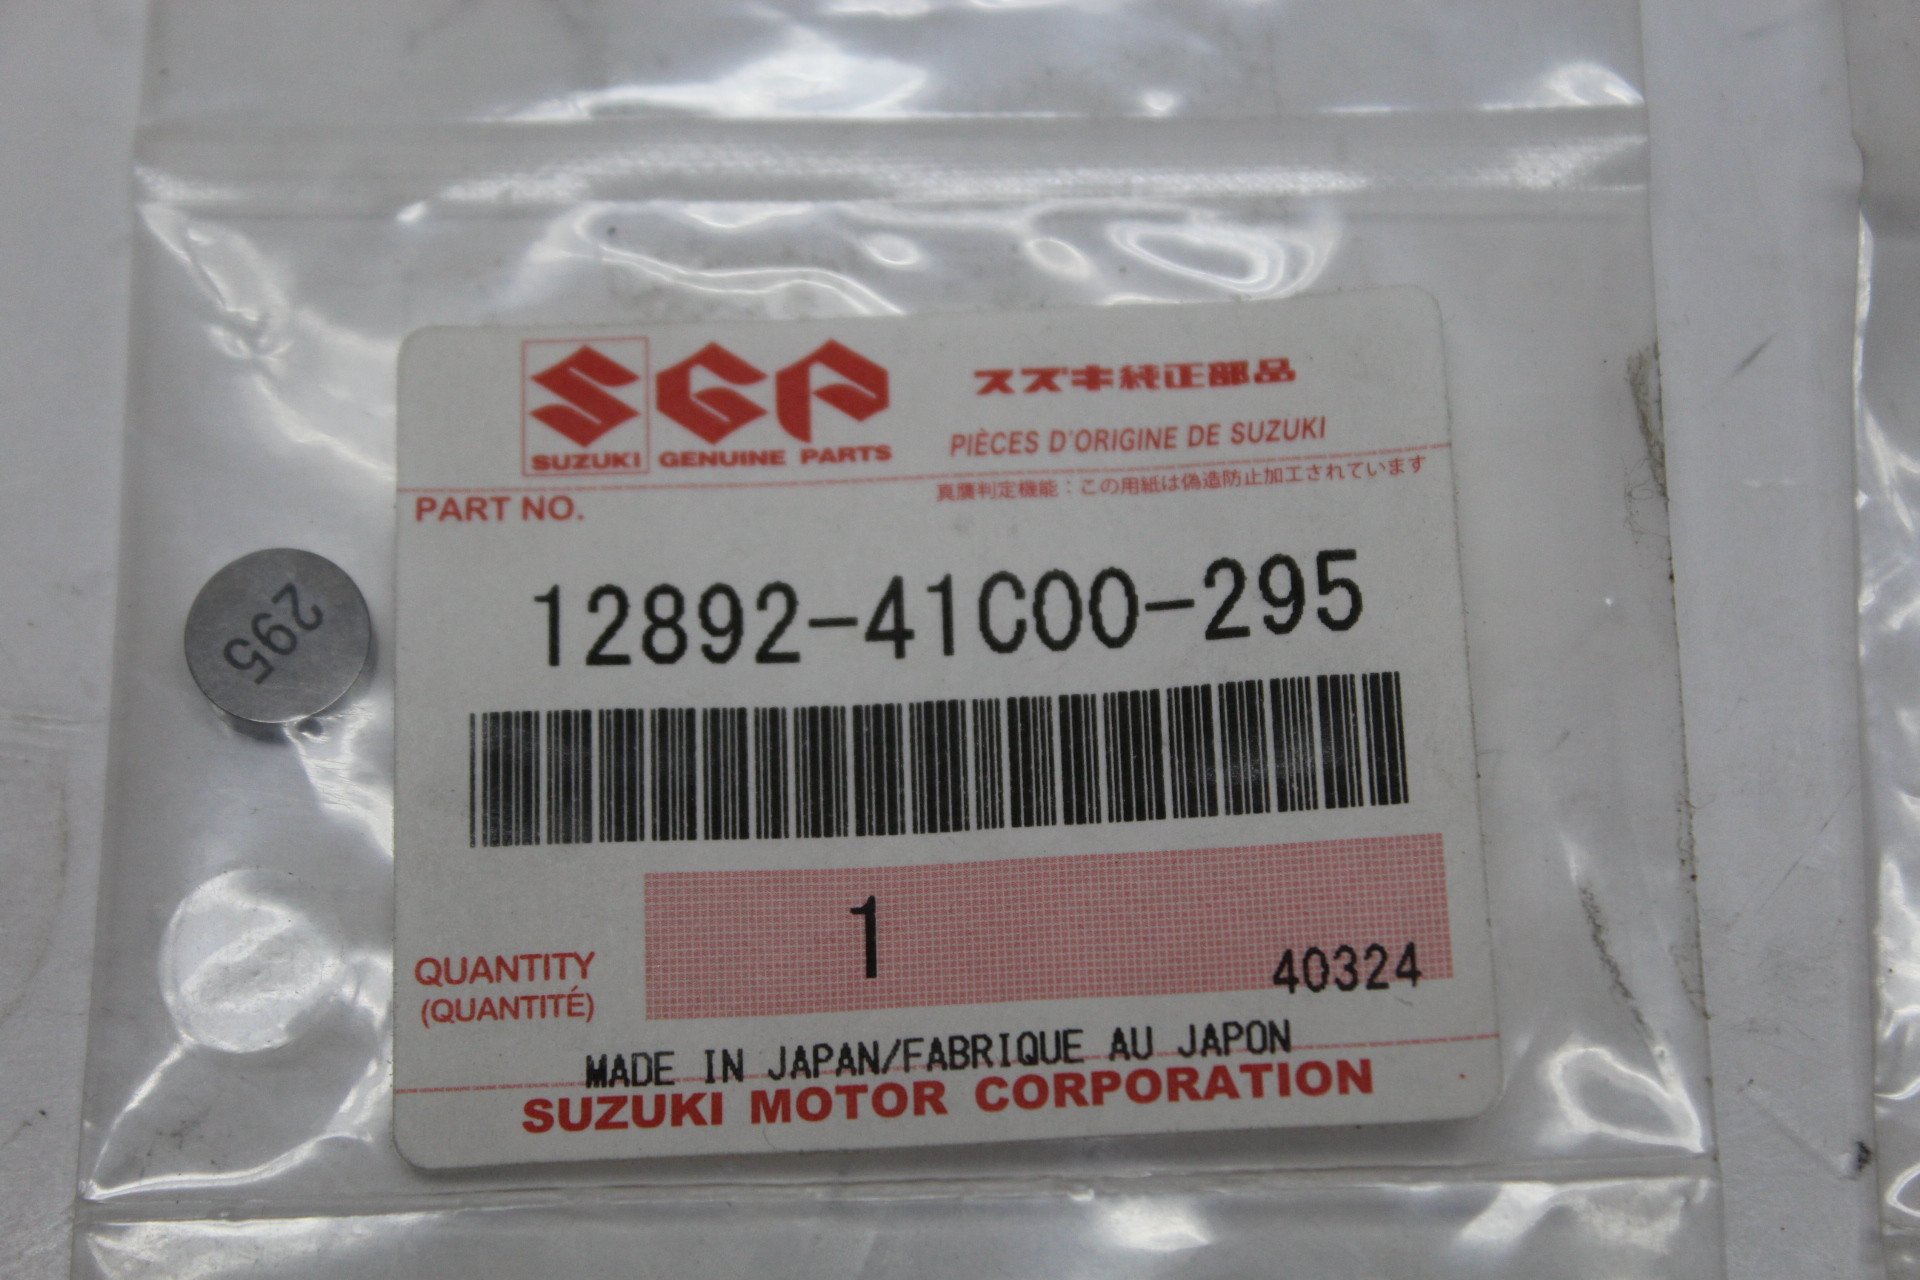 SGP
スズキ純正部品
SUZUKI GENUINE PARTS
PIÈCES D'ORIGINE DE SUZUKI
真贋判定機能：この用紙は偽造防止加工されています
PART NO.
12892-41C00-295
295
1
QUANTITY
(QUANTITÉ)
40324
MADE IN JAPAN/FABRIQUE AU JAPON
SUZUKI MOTOR CORPORATION